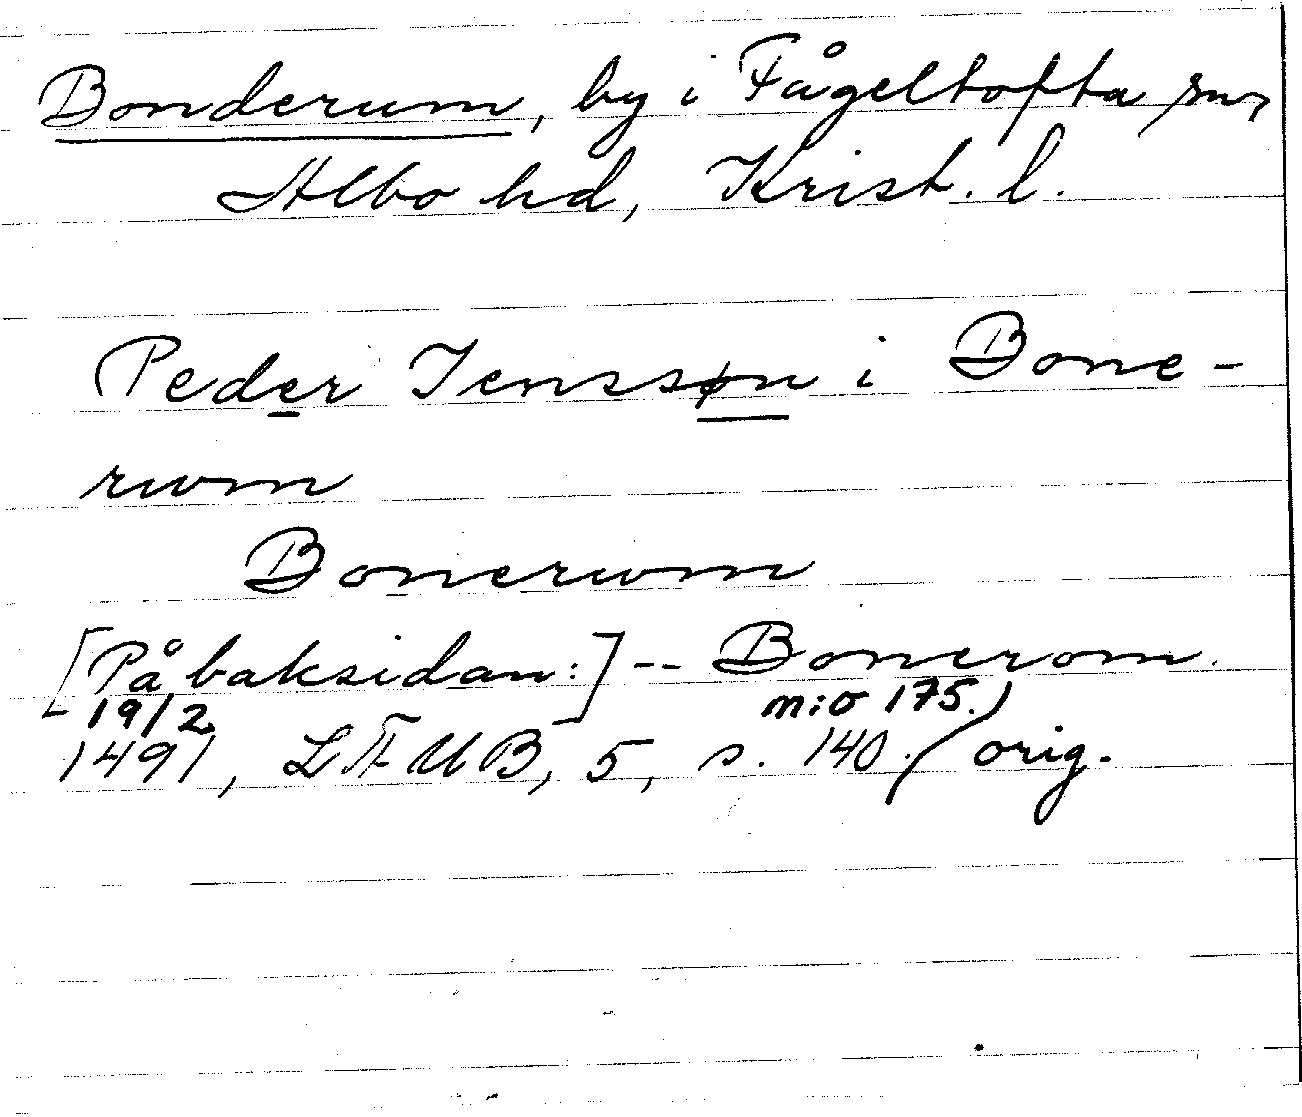 Bonderum, by i Fågeltofta sn,
Albo hd, Krist. l.
Peder Jenssøn i Bone-
rwm
Bonerwm
[På baksidan:] -- Bonerom.
19/2 m:o 175.)
1491, LÄUB, 5, s. 140. / orig.